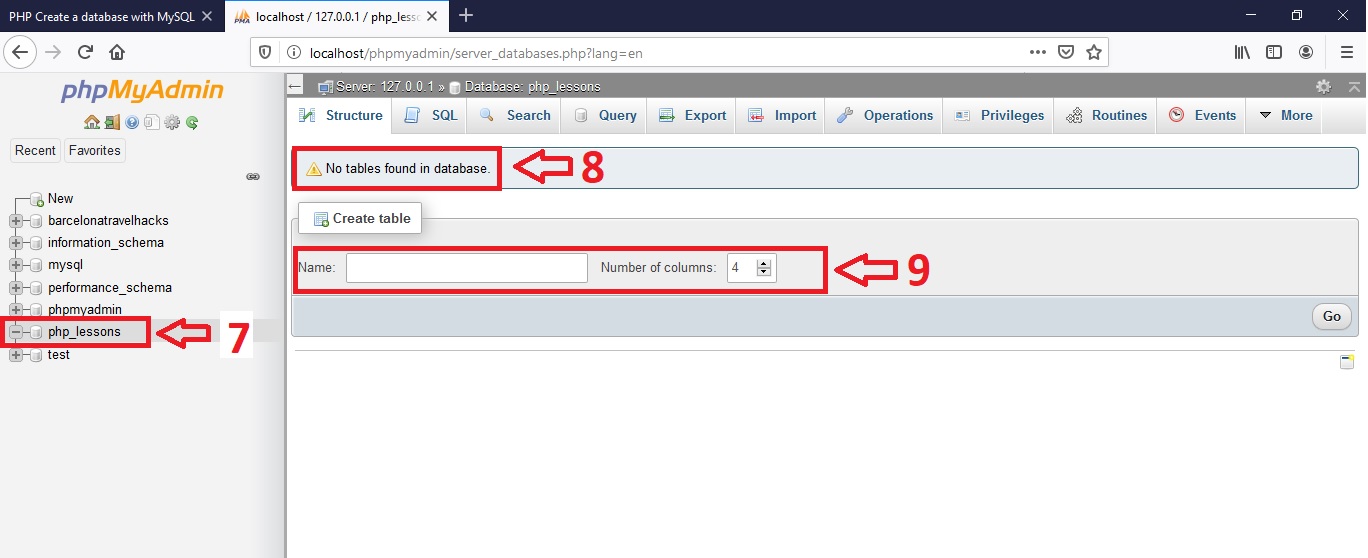 PHP Create a database with MySQL
localhost / 127.0.0.1 / php_less
localhost/phpmyadmin/server_databases.php?lang=en
phpMyAdmin
PMA
Recent Favorites
New
barcelonatravelhacks
information_schema
mysql
performance_schema
phpmyadmin
php_lessons
test
7
Server: 127.0.0.1 » Database: php_lessons
Structure SQL Search Query Export Import Operations Privileges Routines Events More
No tables found in database.
8
Create table
Name: Number of columns: 4
9
Go